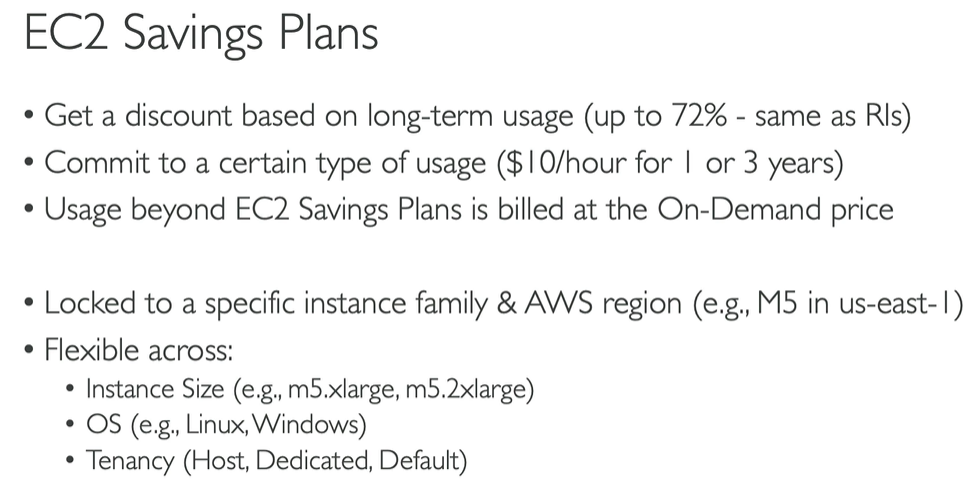 EC2 Savings Plans
• Get a discount based on long-term usage (up to 72% - same as RIs)
• Commit to a certain type of usage ($10/hour for 1 or 3 years)
• Usage beyond EC2 Savings Plans is billed at the On-Demand price
• Locked to a specific instance family & AWS region (e.g., M5 in us-east-1)
• Flexible across:
• Instance Size (e.g., m5.xlarge, m5.2xlarge)
• OS (e.g., Linux, Windows)
• Tenancy (Host, Dedicated, Default)